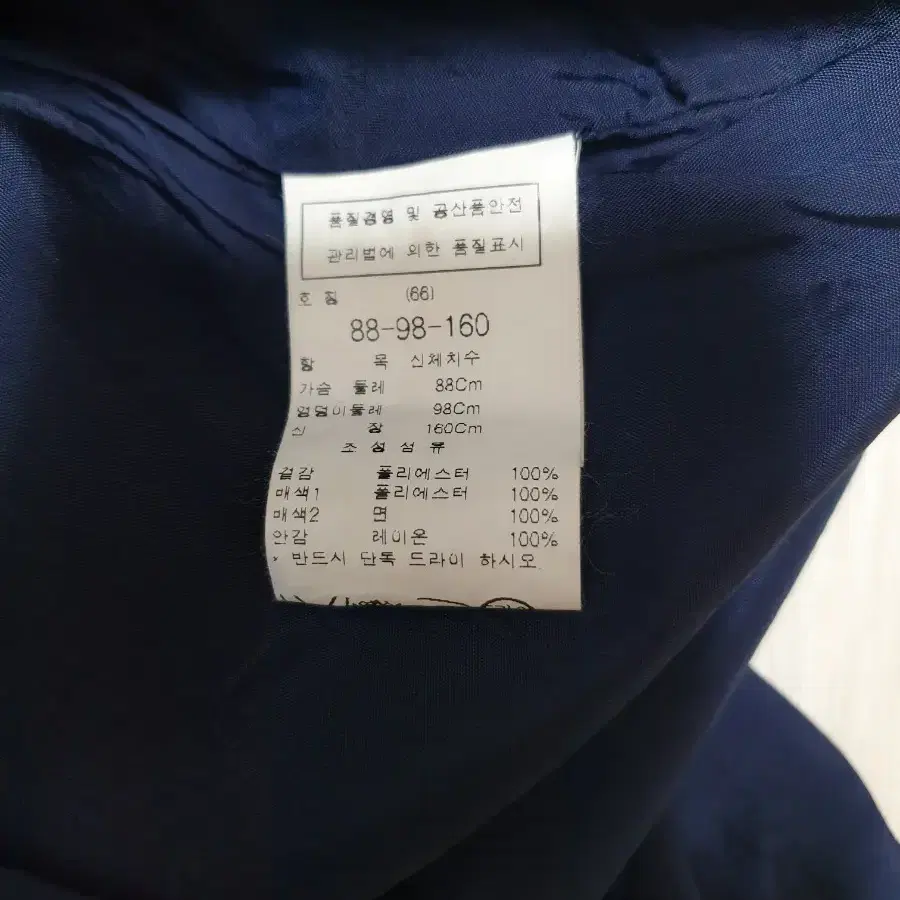 품질경영 및 공산품안전
관리법에 의한 품질표시
호 칭 (66)
88-98-160
항 목 신체치수
가슴 둘레 88Cm
엉덩이둘레 98Cm
신 장 160Cm
조 성 섬 유
겉감 폴리에스터 100%
배색1 폴리에스터 100%
배색2 면 100%
안감 레이온 100%
* 반드시 단독 드라이 하시오.